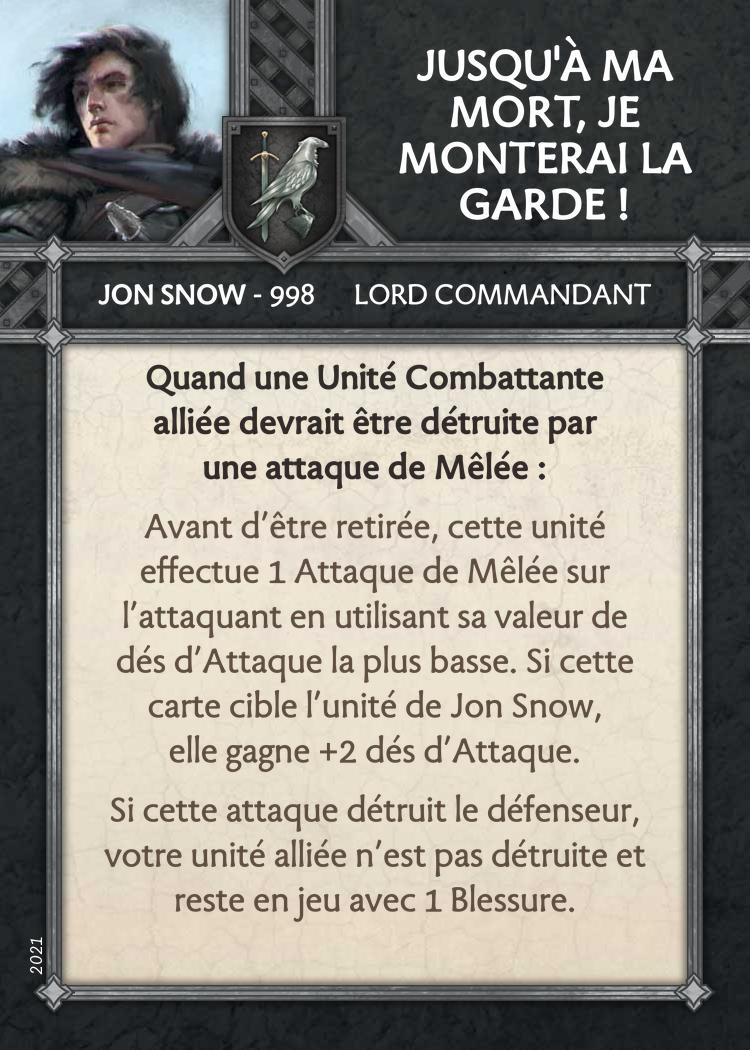 JUSQU'À MA
MORT, JE
MONTERAI LA
GARDE !
JON SNOW - 998 LORD COMMANDANT
Quand une Unité Combattante
alliée devrait être détruite par
une attaque de Mêlée :
Avant d’être retirée, cette unité
effectue 1 Attaque de Mêlée sur
l’attaquant en utilisant sa valeur de
dés d’Attaque la plus basse. Si cette
carte cible l’unité de Jon Snow,
elle gagne +2 dés d’Attaque.
Si cette attaque détruit le défenseur,
votre unité alliée n’est pas détruite et
reste en jeu avec 1 Blessure.
2021